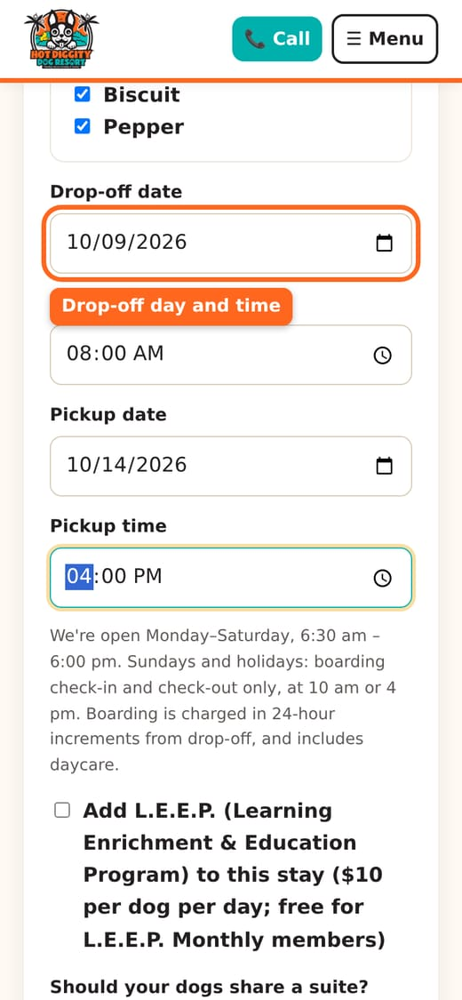 HOT DIGGITY
DOG RESORT
📞 Call
☰ Menu
Biscuit
Pepper
Drop-off date
10/09/2026
Drop-off day and time
08:00 AM
Pickup date
10/14/2026
Pickup time
04:00 PM
We're open Monday–Saturday, 6:30 am –
6:00 pm. Sundays and holidays: boarding
check-in and check-out only, at 10 am or 4
pm. Boarding is charged in 24-hour
increments from drop-off, and includes
daycare.
Add L.E.E.P. (Learning
Enrichment & Education
Program) to this stay ($10
per dog per day; free for
L.E.E.P. Monthly members)
Should your dogs share a suite?